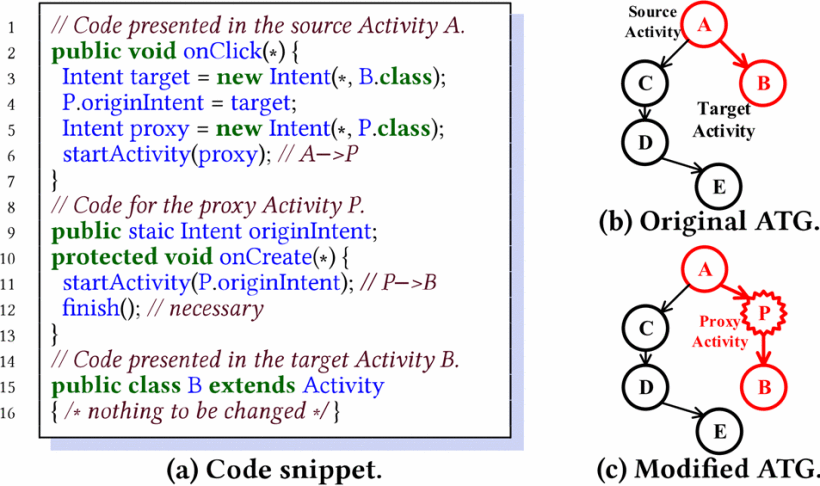 1 // Code presented in the source Activity A.
2 public void onClick(*) {
3 Intent target = new Intent(*, B.class);
4 P.originIntent = target;
5 Intent proxy = new Intent(*, P.class);
6 startActivity(proxy); // A−>P
7 }
8 // Code for the proxy Activity P.
9 public staic Intent originIntent;
10 protected void onCreate(*) {
11 startActivity(P.originIntent); // P−>B
12 finish(); // necessary
13 }
14 // Code presented in the target Activity B.
15 public class B extends Activity
16 { /* nothing to be changed */ }
(a) Code snippet.
Source
Activity
A
C
B
Target
Activity
D
E
(b) Original ATG.
A
P
C
Proxy
Activity
D
B
E
(c) Modified ATG.